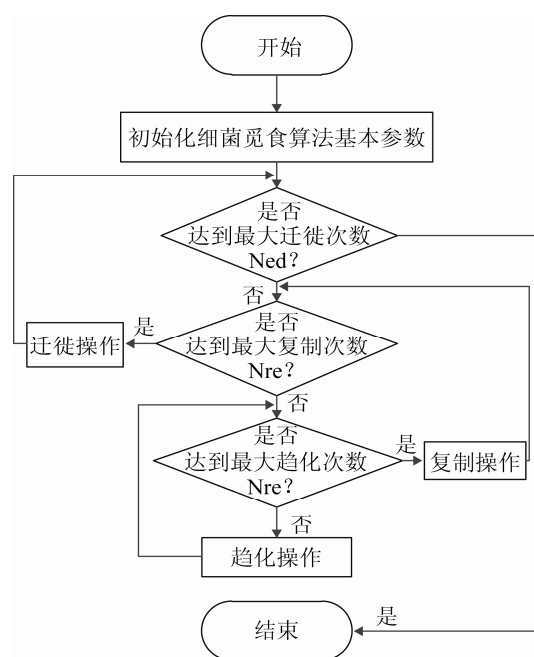 开始
初始化细菌觅食算法基本参数
是否
达到最大迁徙次数
Ned？
否
是否
达到最大复制次数
Nre？
是
迁徙操作
否
是否
达到最大趋化次数
Nre？
是
复制操作
否
趋化操作
是
结束